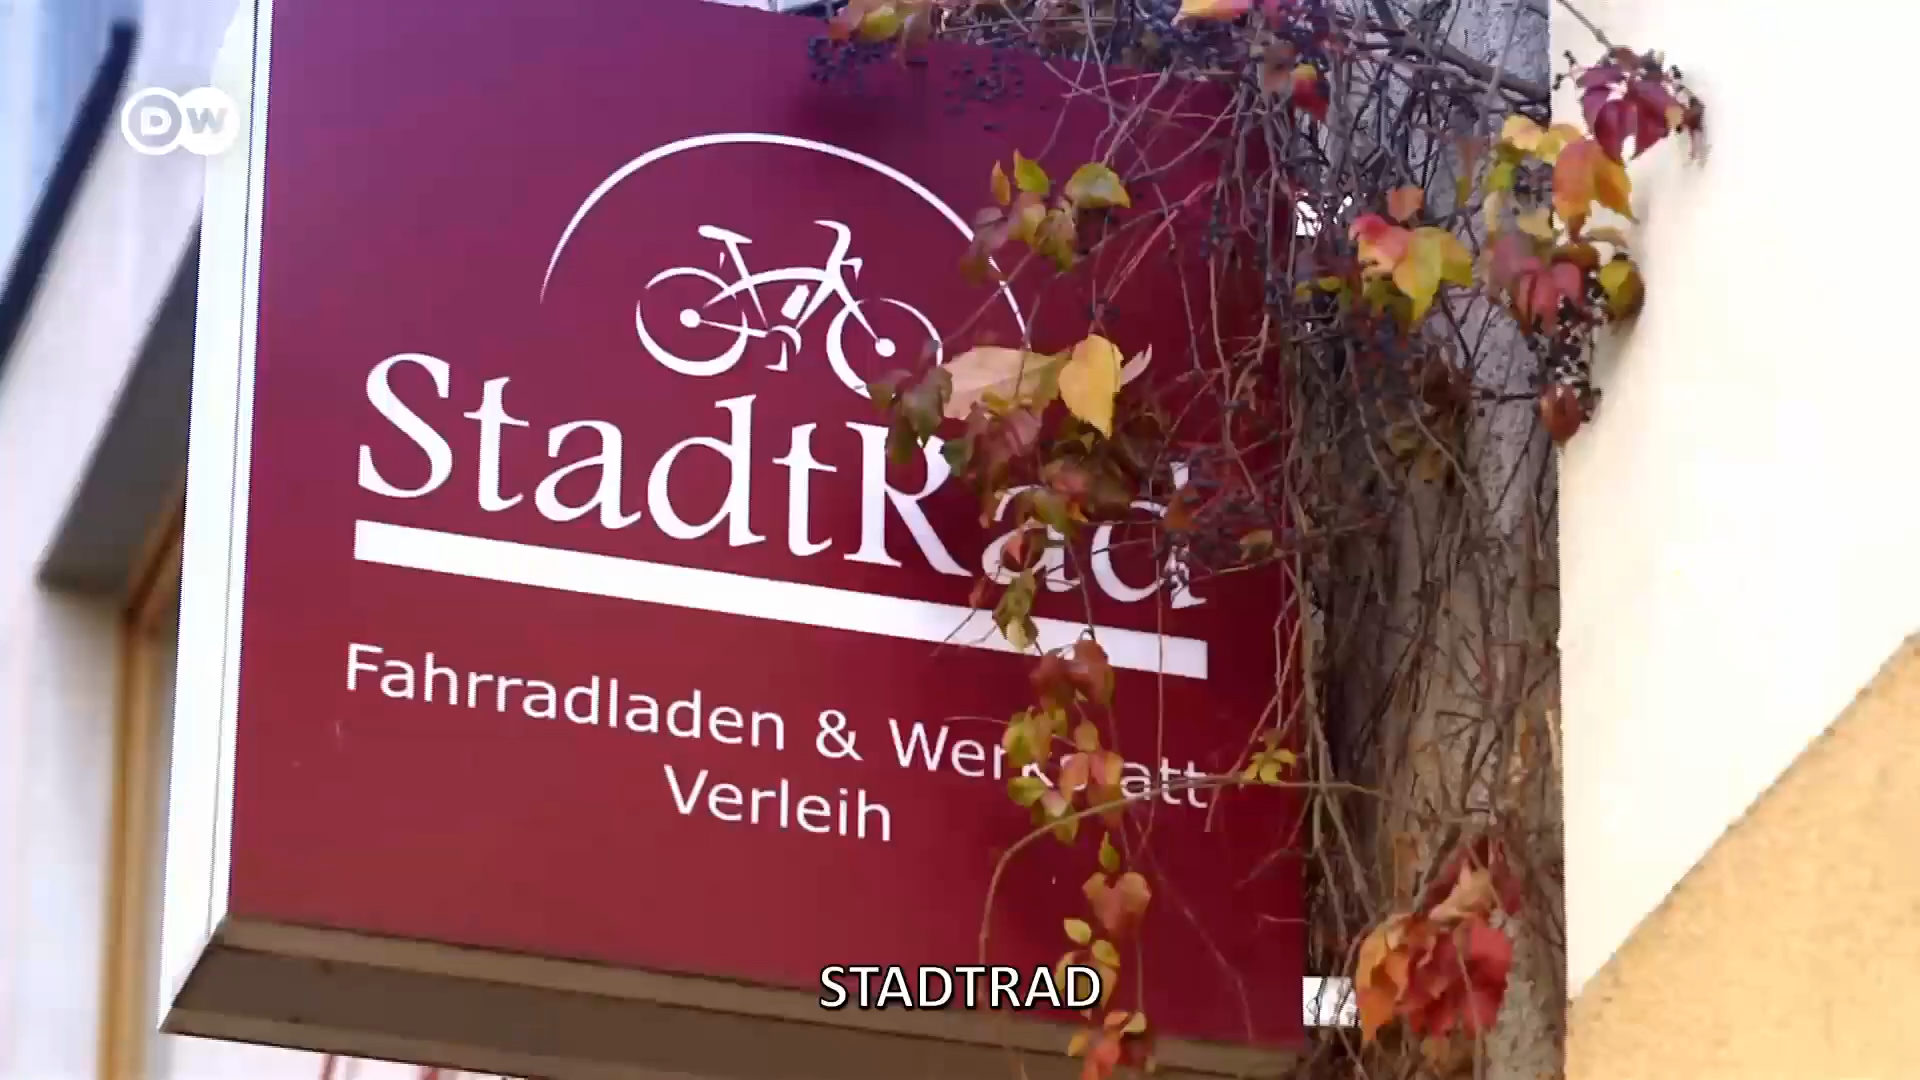 DW
StadtRad
Fahrradladen & Werkstatt
Verleih
STADTRAD